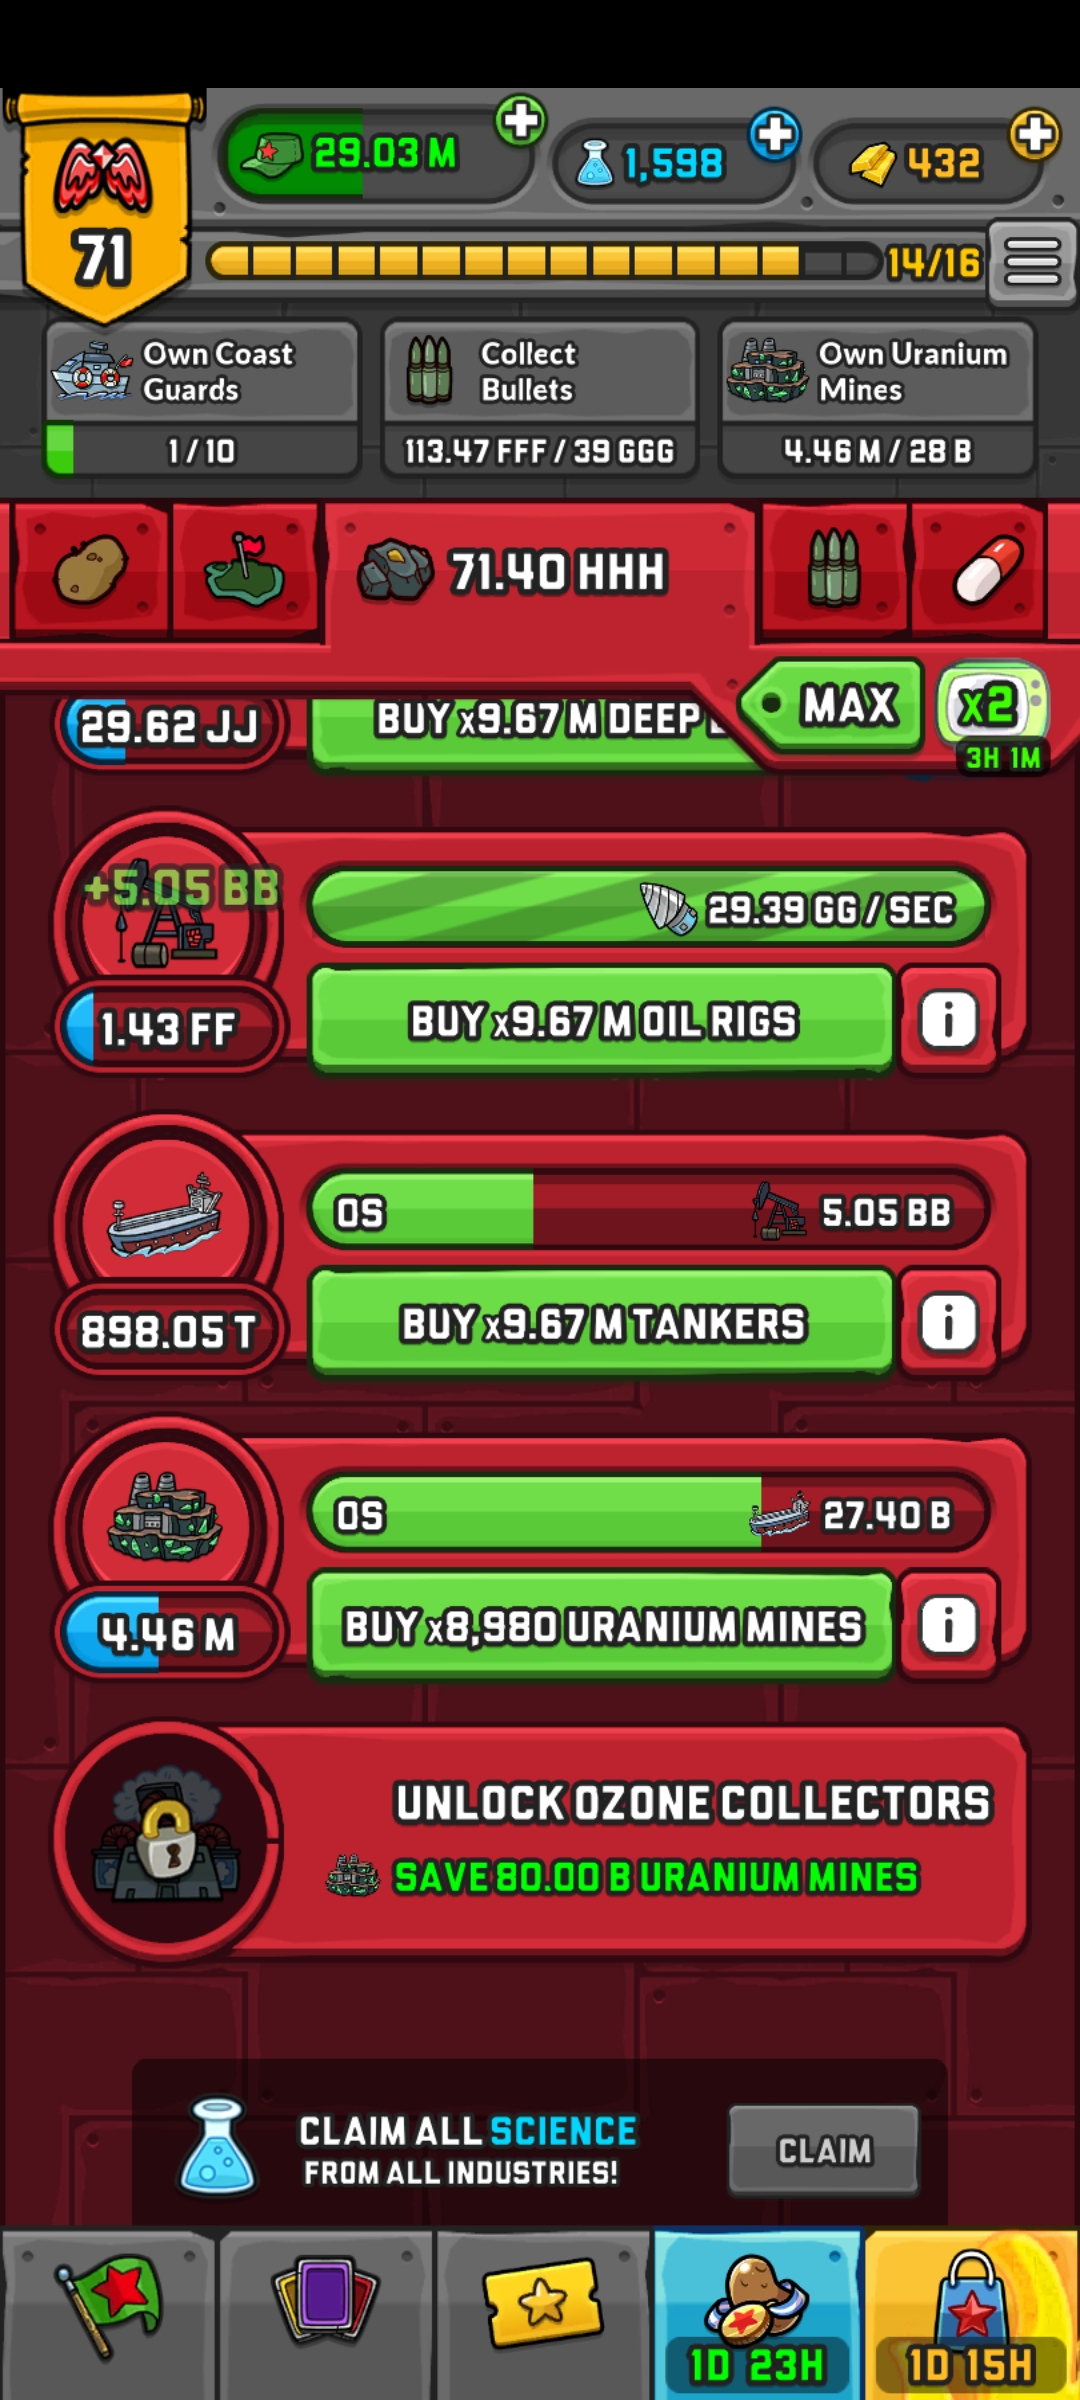 71
29.03 M
1,598
432
14/16
Own Coast
Guards
1 / 10
Collect
Bullets
113.47 FFF / 39 GGG
Own Uranium
Mines
4.46 M / 28 B
71.40 HHH
MAX
x2
3H 1M
29.62 JJ
BUY x9.67 M DEEP
+5.05 BB
29.39 GG / SEC
1.43 FF
BUY x9.67 M OIL RIGS
i
0S
5.05 BB
898.05 T
BUY x9.67 M TANKERS
i
0S
27.40 B
4.46 M
BUY x8,980 URANIUM MINES
i
UNLOCK OZONE COLLECTORS
SAVE 80.00 B URANIUM MINES
CLAIM ALL SCIENCE
FROM ALL INDUSTRIES!
CLAIM
1D 23H
1D 15H